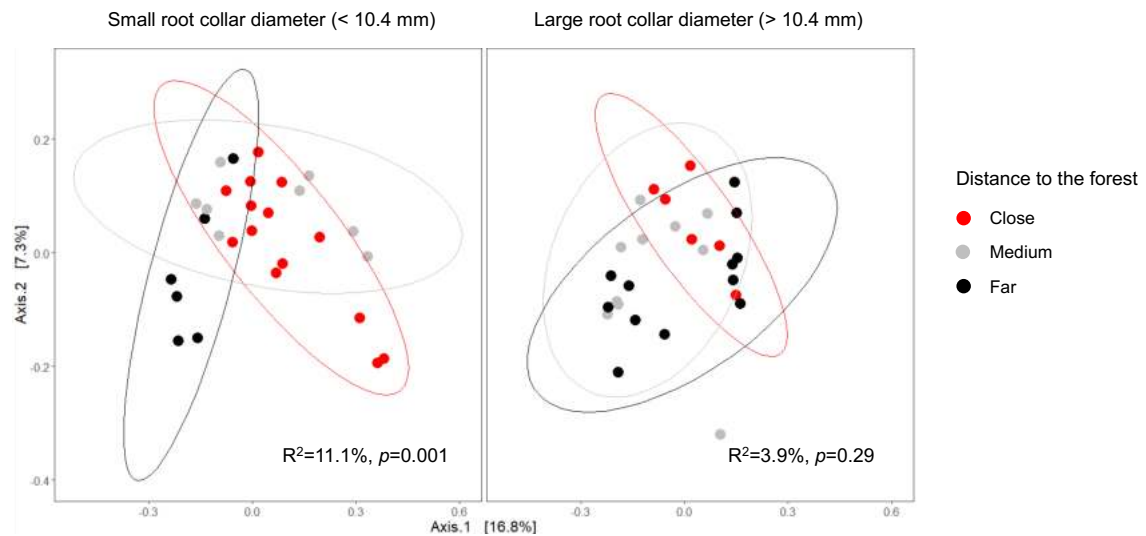 Small root collar diameter (< 10.4 mm)
Large root collar diameter (> 10.4 mm)
0.2
0.0
-0.2
-0.4
Axis.2 [7.3%]
R²=11.1%, p=0.001
R²=3.9%, p=0.29
-0.3
0.0
0.3
0.6
-0.3
0.0
0.3
0.6
Axis.1 [16.8%]
Distance to the forest
Close
Medium
Far